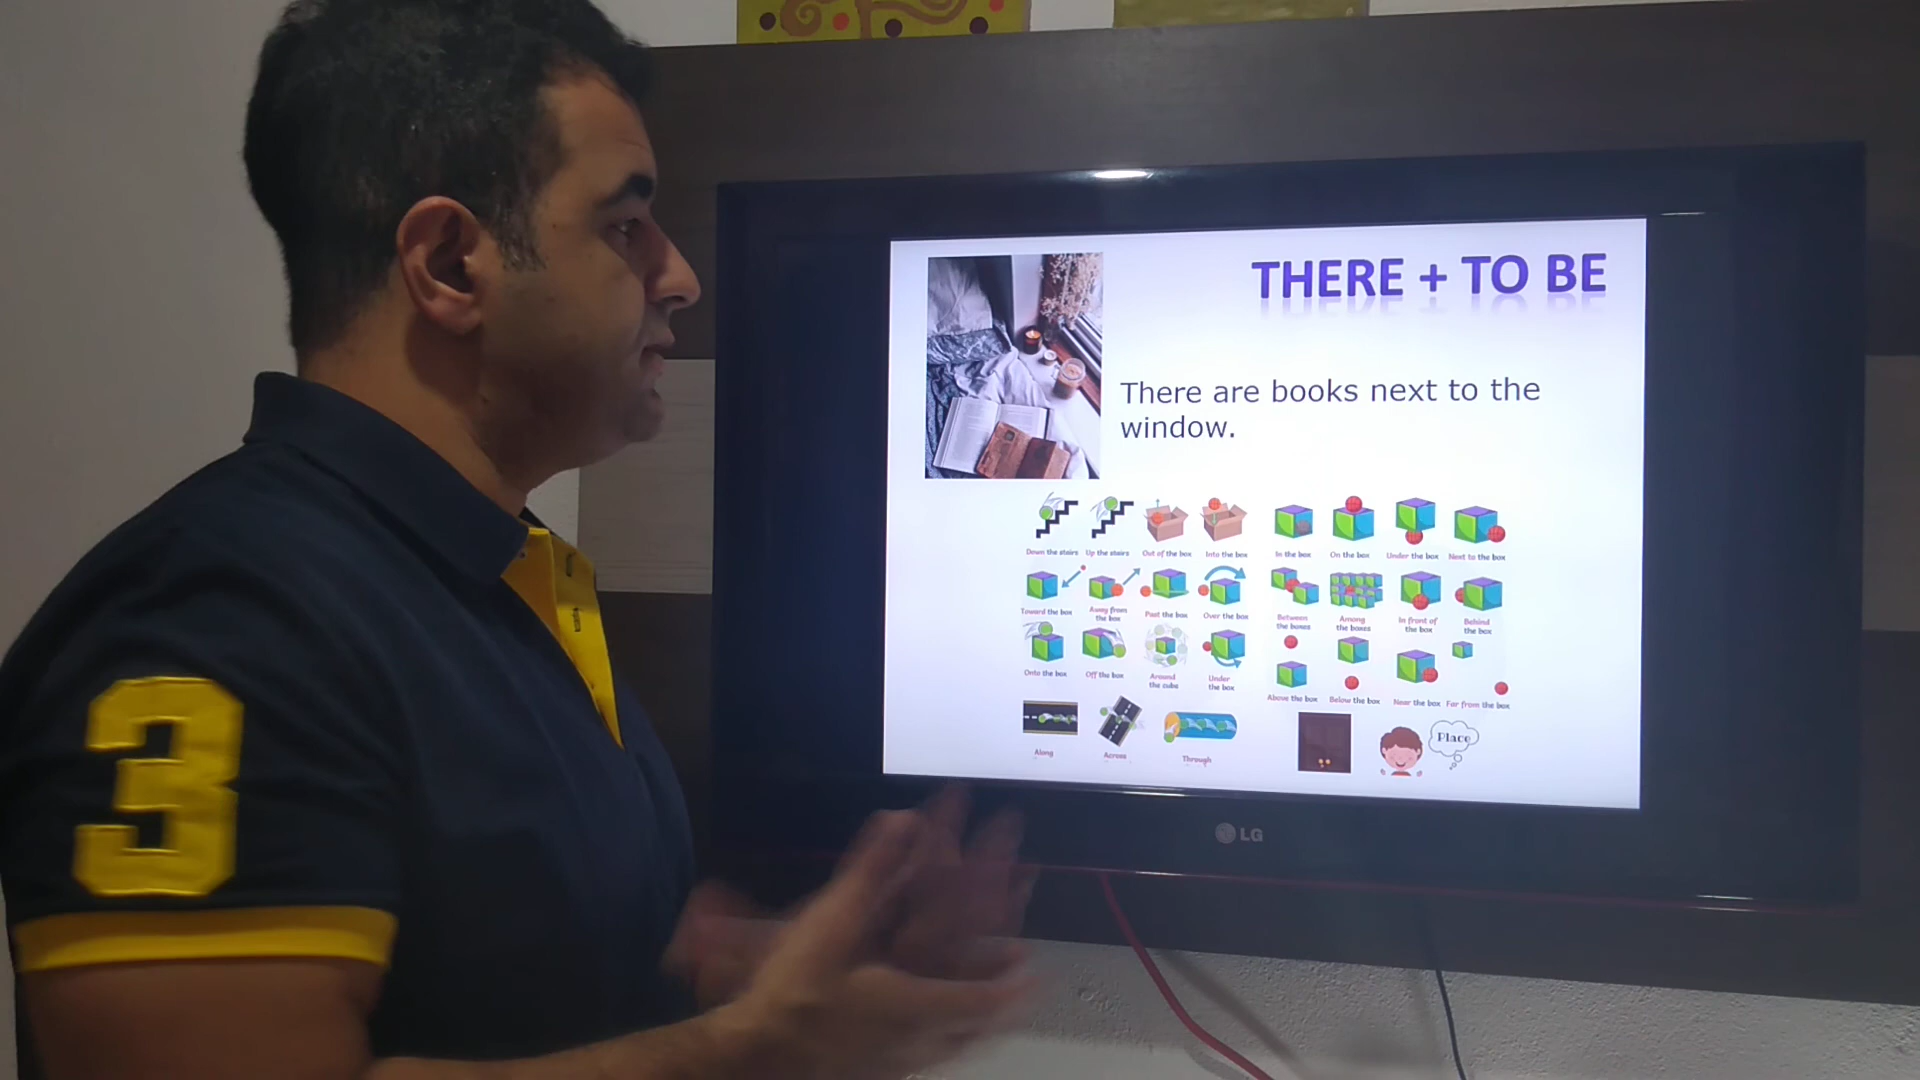 THERE + TO BE
There are books next to the
window.
Down the stairs
Up the stairs
Out of the box
Into the box
In the box
On the box
Under the box
Next to the box
Toward the box
Away from
the box
Past the box
Over the box
Between
the boxes
Among
the boxes
In front of
the box
Behind
the box
Onto the box
Off the box
Around
the cube
Under
the box
Above the box
Below the box
Near the box
Far from the box
Along
Across
Through
Place
3
LG